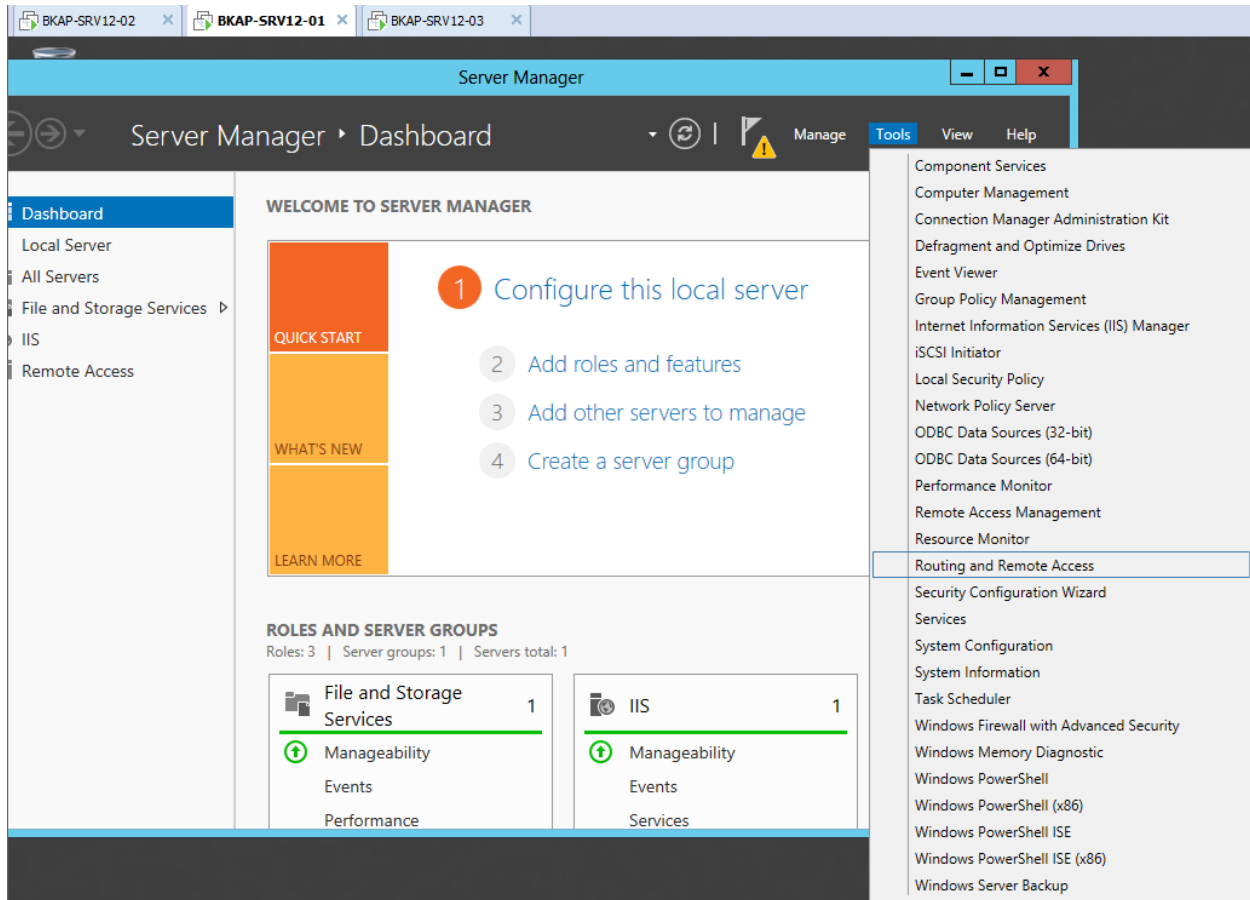 BKAP-SRV12-02
BKAP-SRV12-01
BKAP-SRV12-03
Server Manager
Server Manager
Dashboard
Manage
Tools
View
Help
Dashboard
Local Server
All Servers
File and Storage Services
IIS
Remote Access
WELCOME TO SERVER MANAGER
QUICK START
WHAT'S NEW
LEARN MORE
1 Configure this local server
2 Add roles and features
3 Add other servers to manage
4 Create a server group
ROLES AND SERVER GROUPS
Roles: 3 | Server groups: 1 | Servers total: 1
File and Storage
Services
1
Manageability
Events
Performance
IIS 1
Manageability
Events
Services
Component Services
Computer Management
Connection Manager Administration Kit
Defragment and Optimize Drives
Event Viewer
Group Policy Management
Internet Information Services (IIS) Manager
iSCSI Initiator
Local Security Policy
Network Policy Server
ODBC Data Sources (32-bit)
ODBC Data Sources (64-bit)
Performance Monitor
Remote Access Management
Resource Monitor
Routing and Remote Access
Security Configuration Wizard
Services
System Configuration
System Information
Task Scheduler
Windows Firewall with Advanced Security
Windows Memory Diagnostic
Windows PowerShell
Windows PowerShell (x86)
Windows PowerShell ISE
Windows PowerShell ISE (x86)
Windows Server Backup